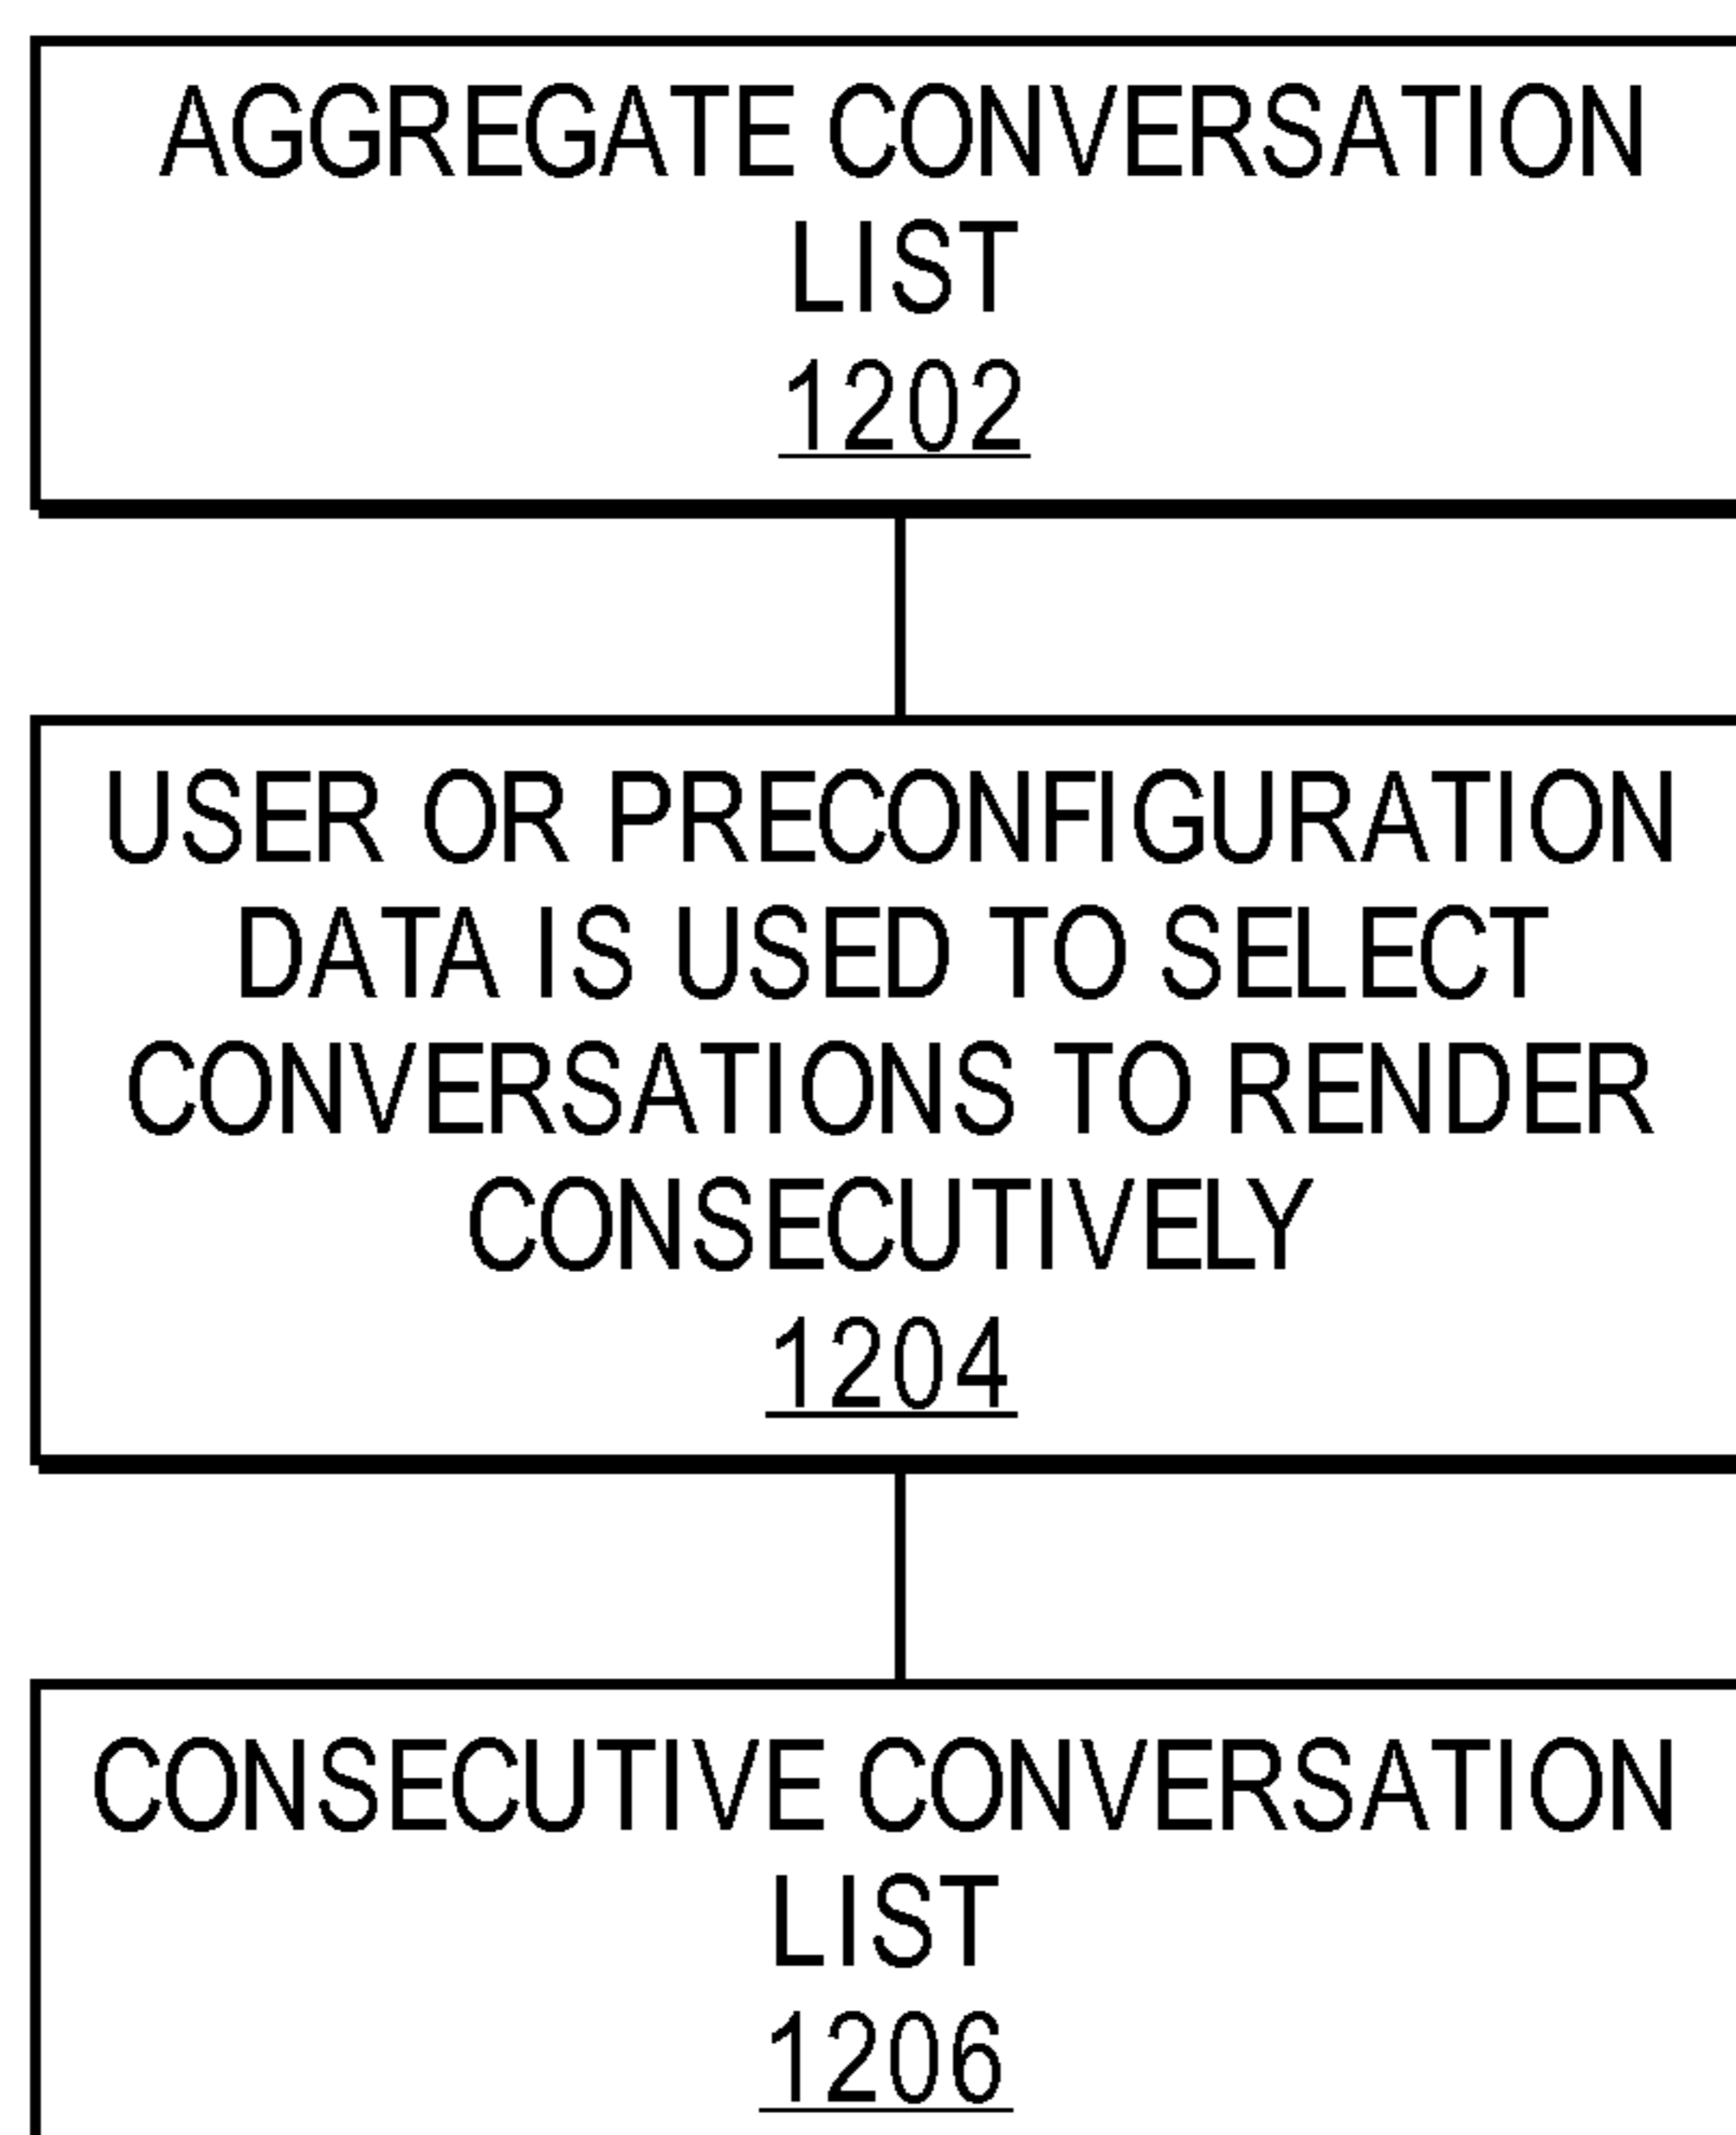 AGGREGATE CONVERSATION
LIST
1202
USER OR PRECONFIGURATION
DATA IS USED TO SELECT
CONVERSATIONS TO RENDER
CONSECUTIVELY
1204
CONSECUTIVE CONVERSATION
LIST
1206